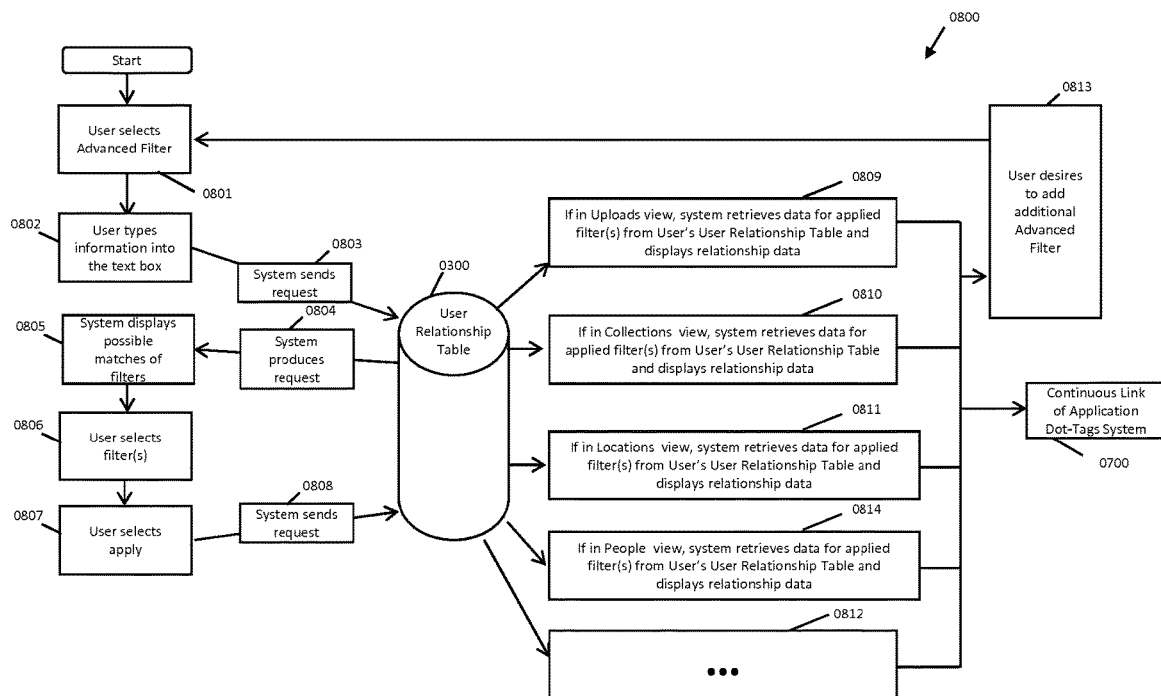 0800
Start
0813
User selects
Advanced Filter
0801
0809
User desires
to add
additional
Advanced
Filter
0802
User types
information into
the text box
0803
System sends
request
If in Uploads view, system retrieves data for applied
filter(s) from User's User Relationship Table and
displays relationship data
0300
User
Relationship
Table
0810
0805
System displays
possible
matches of
filters
0804
System
produces
request
If in Collections view, system retrieves data for
applied filter(s) from User's User Relationship Table
and displays relationship data
0811
Continuous Link
of Application
Dot-Tags System
0700
0806
User selects
filter(s)
If in Locations view, system retrieves data for applied
filter(s) from User's User Relationship Table and
displays relationship data
0807
User selects
apply
0808
System sends
request
0814
If in People view, system retrieves data for applied
filter(s) from User's User Relationship Table and
displays relationship data
0812
...